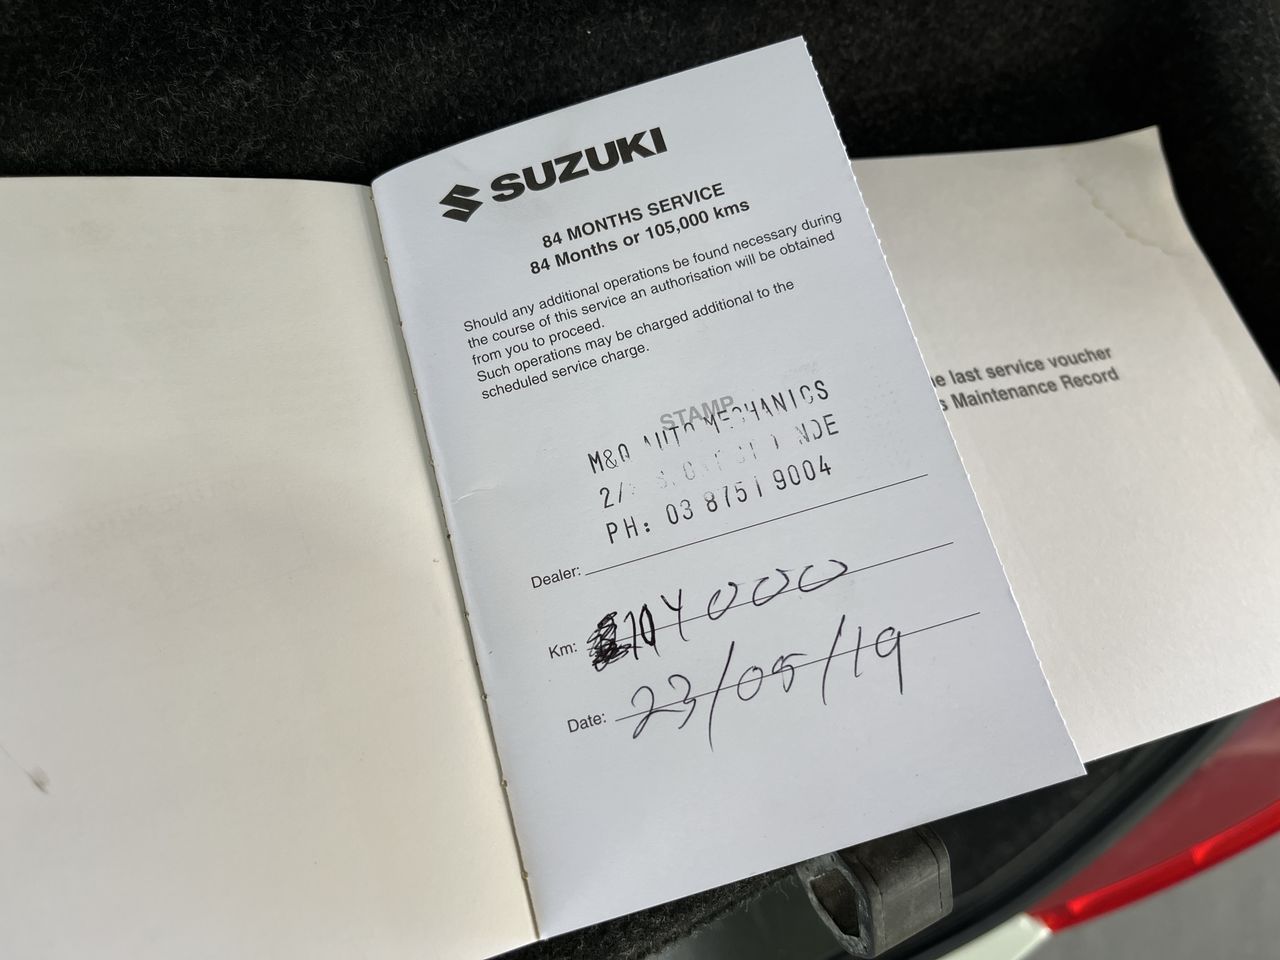 SUZUKI
84 MONTHS SERVICE
84 Months or 105,000 kms
Should any additional operations be found necessary during
the course of this service an authorisation will be obtained
from you to proceed.
Such operations may be charged additional to the
scheduled service charge.
STAMP
M&A AUTO MECHANICS
2/
PH: 03 8751 9004
Dealer:
Km: 104000
Date: 23/05/19
e last service voucher
s Maintenance Record